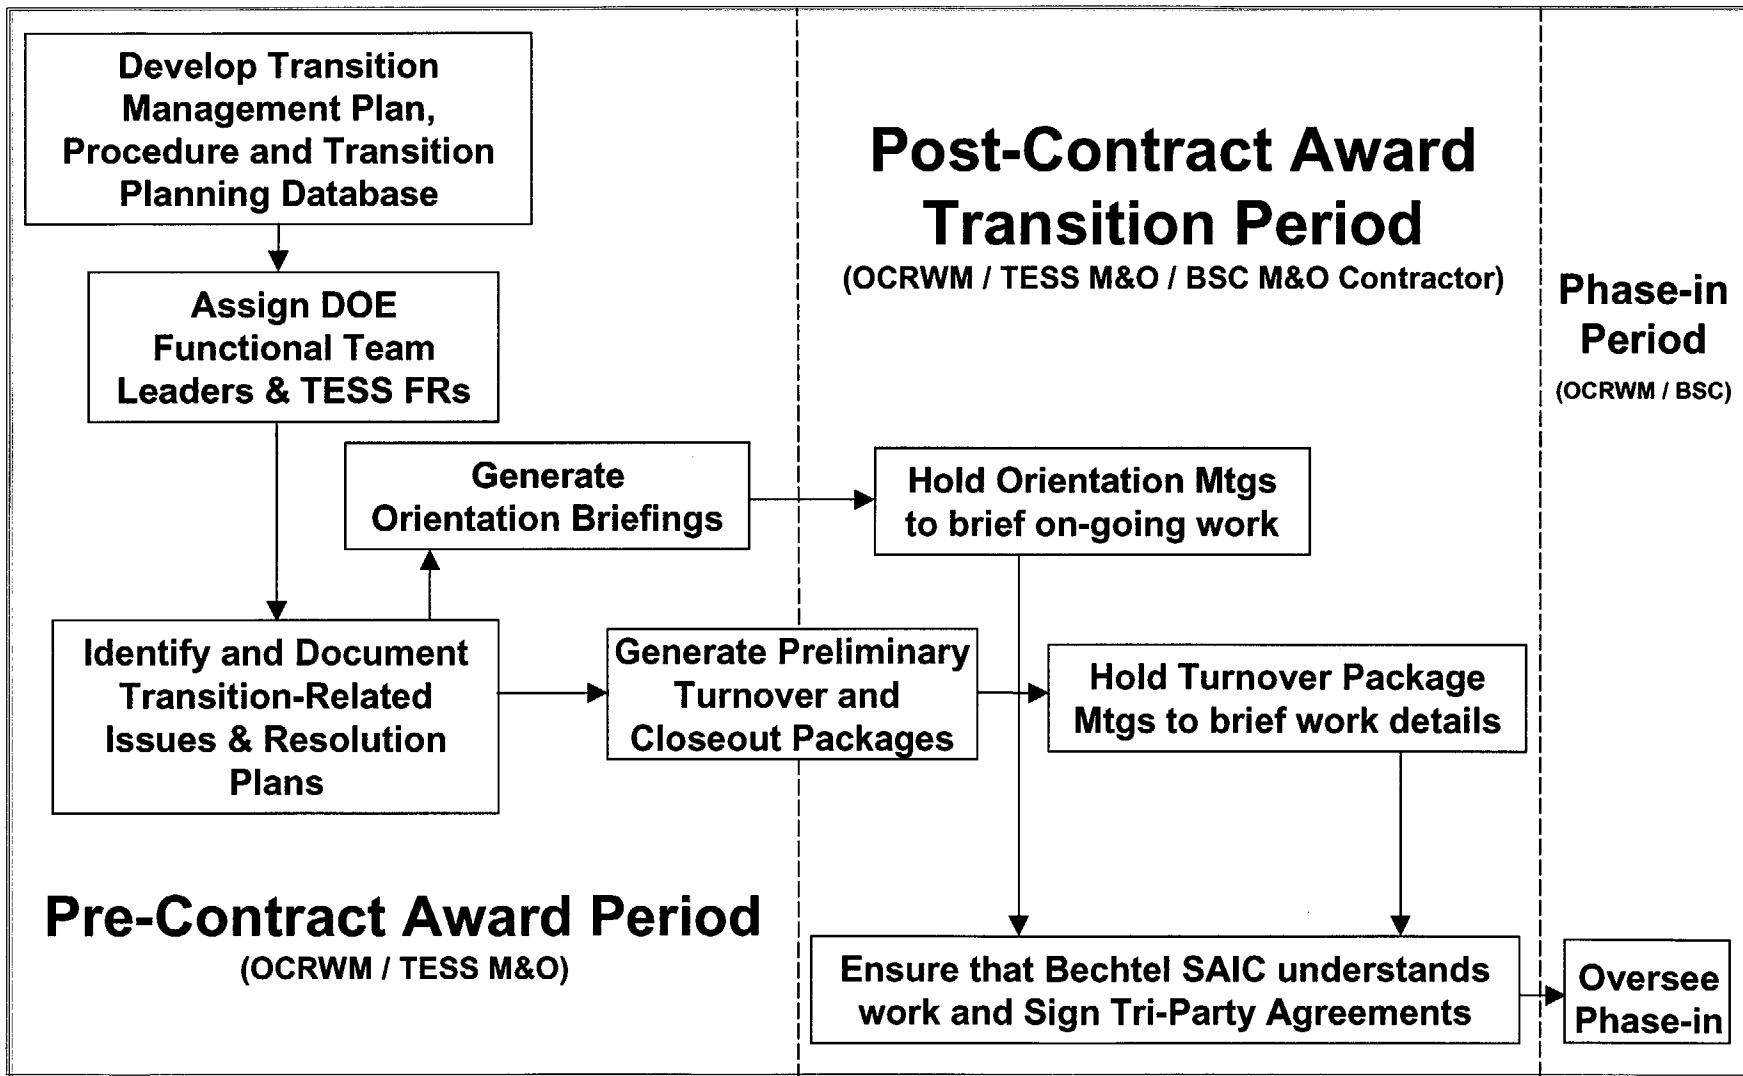 Develop Transition
Management Plan,
Procedure and Transition
Planning Database
Assign DOE
Functional Team
Leaders & TESS FRs
Generate
Orientation Briefings
Identify and Document
Transition-Related
Issues & Resolution
Plans
Generate Preliminary
Turnover and
Closeout Packages
Pre-Contract Award Period
(OCRWM / TESS M&O)
Post-Contract Award
Transition Period
(OCRWM / TESS M&O / BSC M&O Contractor)
Hold Orientation Mtgs
to brief on-going work
Hold Turnover Package
Mtgs to brief work details
Ensure that Bechtel SAIC understands
work and Sign Tri-Party Agreements
Phase-in
Period
(OCRWM / BSC)
Oversee
Phase-in